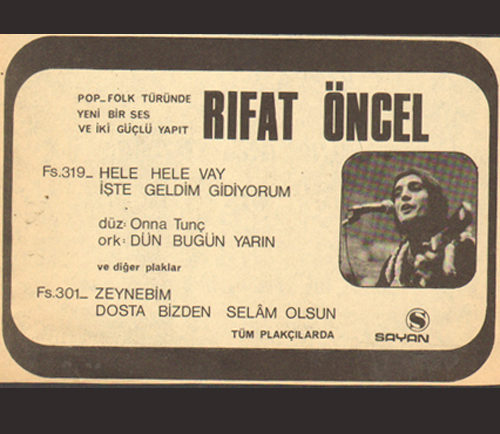 POP_FOLK TÜRÜNDE
YENİ BİR SES
VE İKİ GÜÇLÜ YAPIT
RIFAT ÖNCEL
Fs.319_ HELE HELE VAY
İŞTE GELDİM GİDİYORUM
düz: Onna Tunç
ork: DÜN BUGÜN YARIN
ve diğer plaklar
Fs.301_ ZEYNEBİM
DOSTA BİZDEN SELÂM OLSUN
TÜM PLAKÇILARDA
S
SAYAN